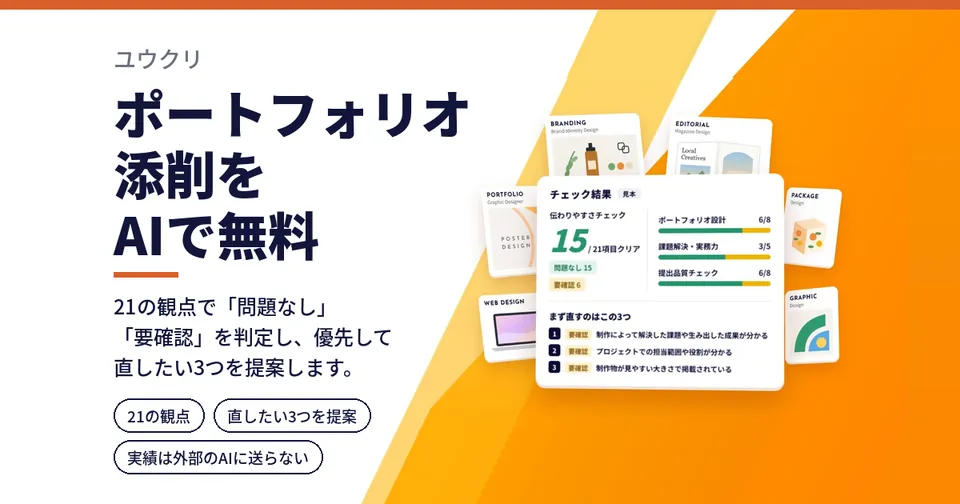 ユウクリ
ポートフォリオ
添削を
AIで無料
21の観点で「問題なし」
「要確認」を判定し、優先して
直したい3つを提案します。
21の観点
直したい3つを提案
実績は外部のAIに送らない
BRANDING
Brand Identity Design
EDITORIAL
Magazine Design
Local
Creatives
PORTFOLIO
Graphic Designer
POSTER
DESIGN
WEB DESIGN
PACKAGE
Design
GRAPHIC
Design
チェック結果 見本
伝わりやすさチェック
15 / 21項目クリア
問題なし 15
要確認 6
ポートフォリオ設計 6/8
課題解決・実務力 3/5
提出品質チェック 6/8
まず直すのはこの3つ
1 要確認 制作によって解決した課題や生み出した成果が分かる
2 要確認 プロジェクトでの担当範囲や役割が分かる
3 要確認 制作物が見やすい大きさで掲載されている